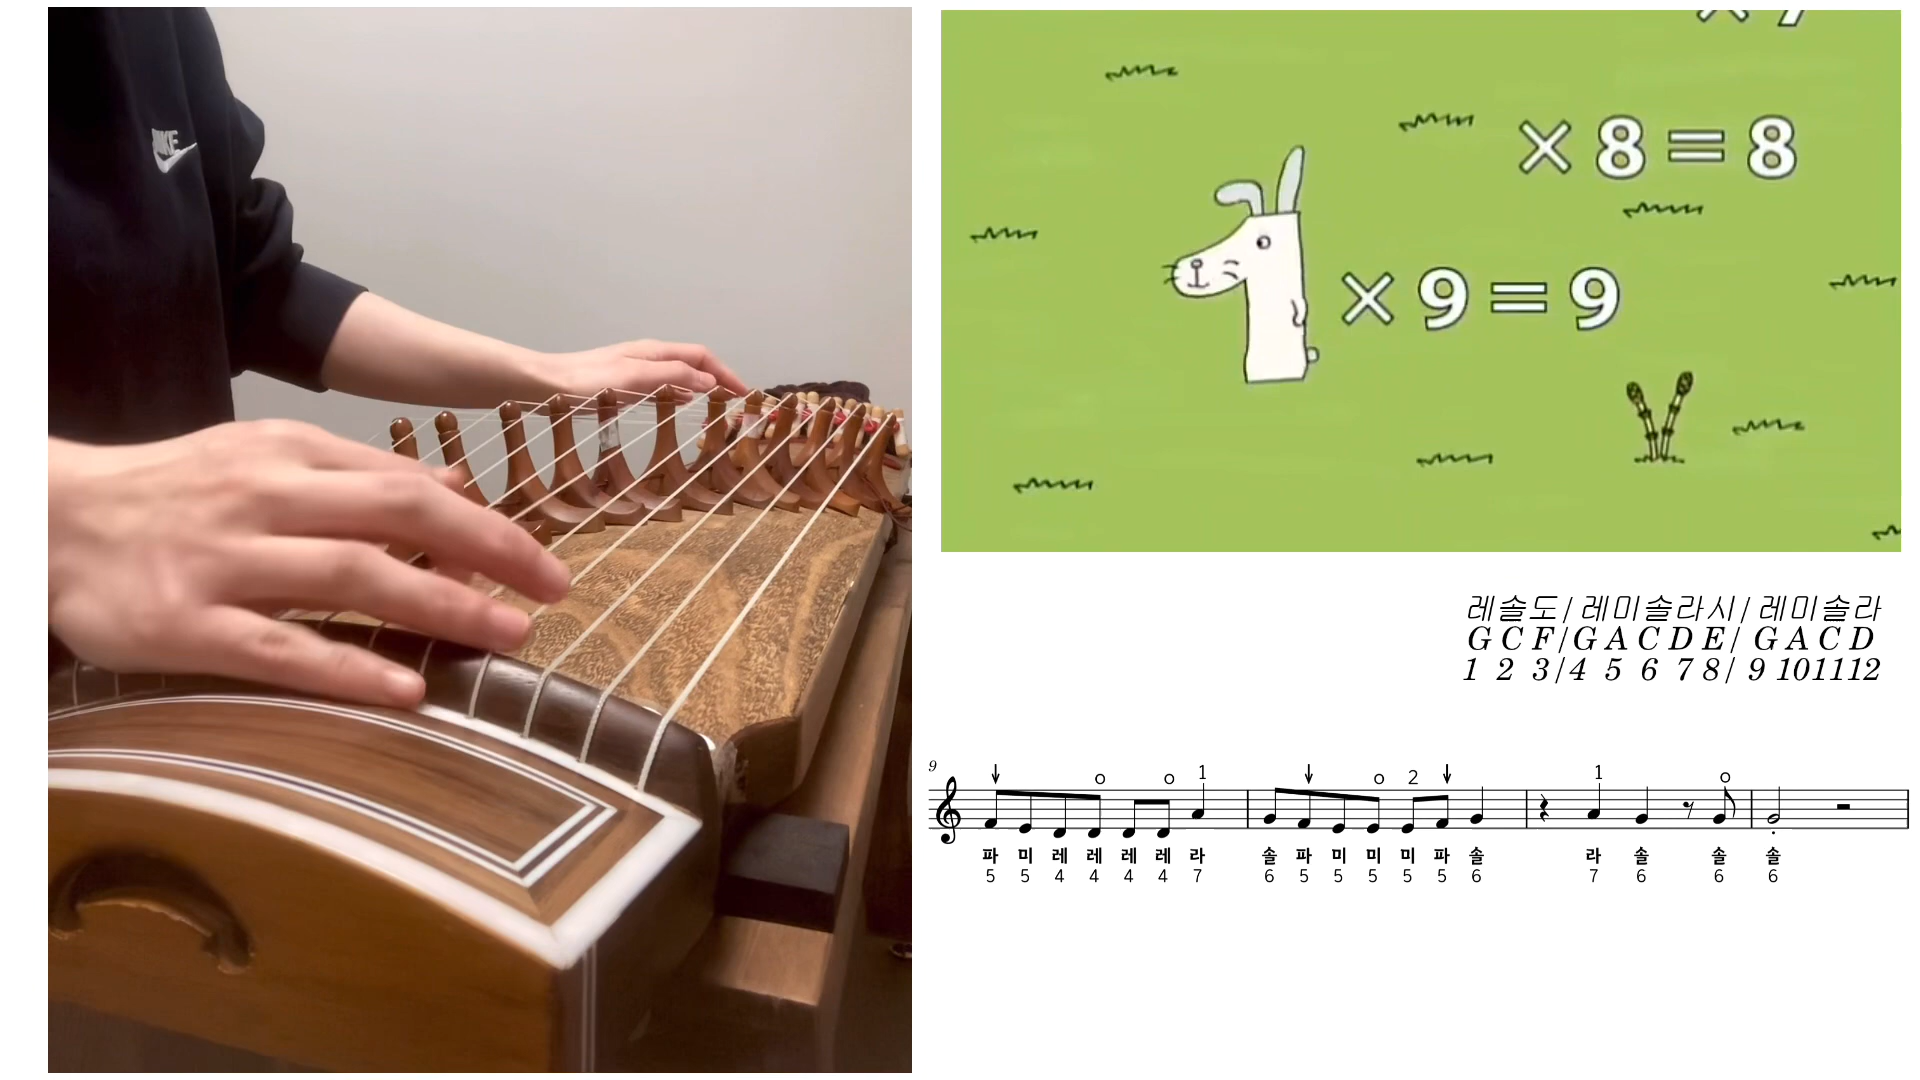 NIKE
× 8 = 8
× 9 = 9
레솔도/레미솔라시/레미솔라
G C F/G A C D E/ G A C D
1 2 3/4 5 6 7 8/ 9 10 11 12
9
1 2 1
파 미 레 레 레 레 라 솔 파 미 미 미 파 솔 라 솔 솔 솔
5 5 4 4 4 4 7 6 5 5 5 5 5 6 7 6 6 6